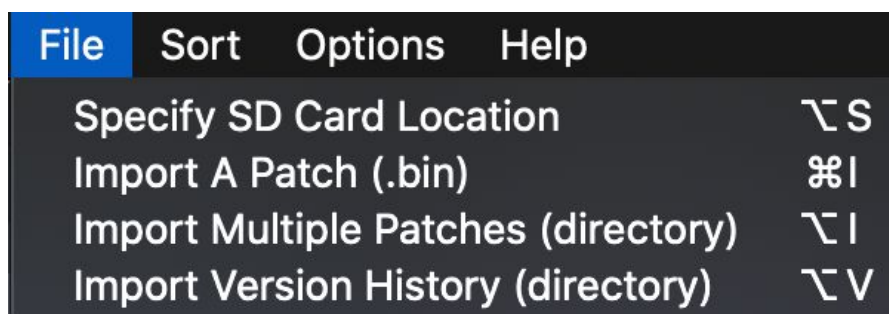 File Sort Options Help
Specify SD Card Location ⌥S
Import A Patch (.bin) ⌘I
Import Multiple Patches (directory) ⌥I
Import Version History (directory) ⌥V